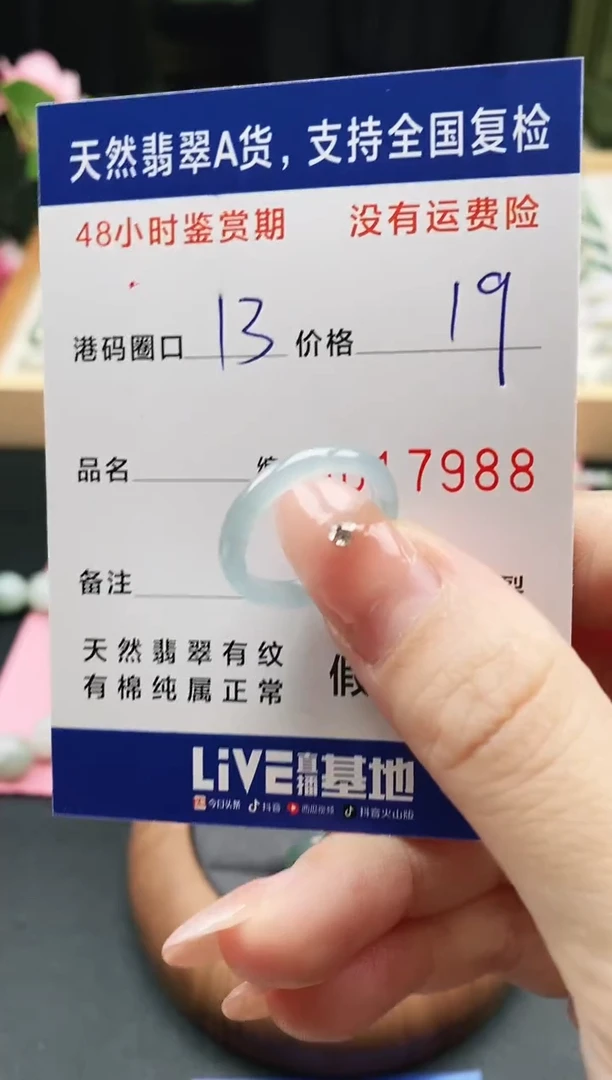 天然翡翠A货，支持全国复检
48小时鉴赏期 没有运费险
港码圈口 13 价格 19
品名 编 17988
备注
天然翡翠有纹
有棉纯属正常
假
LiVE直播基地
今日头条 抖音 西瓜视频 抖音火山版